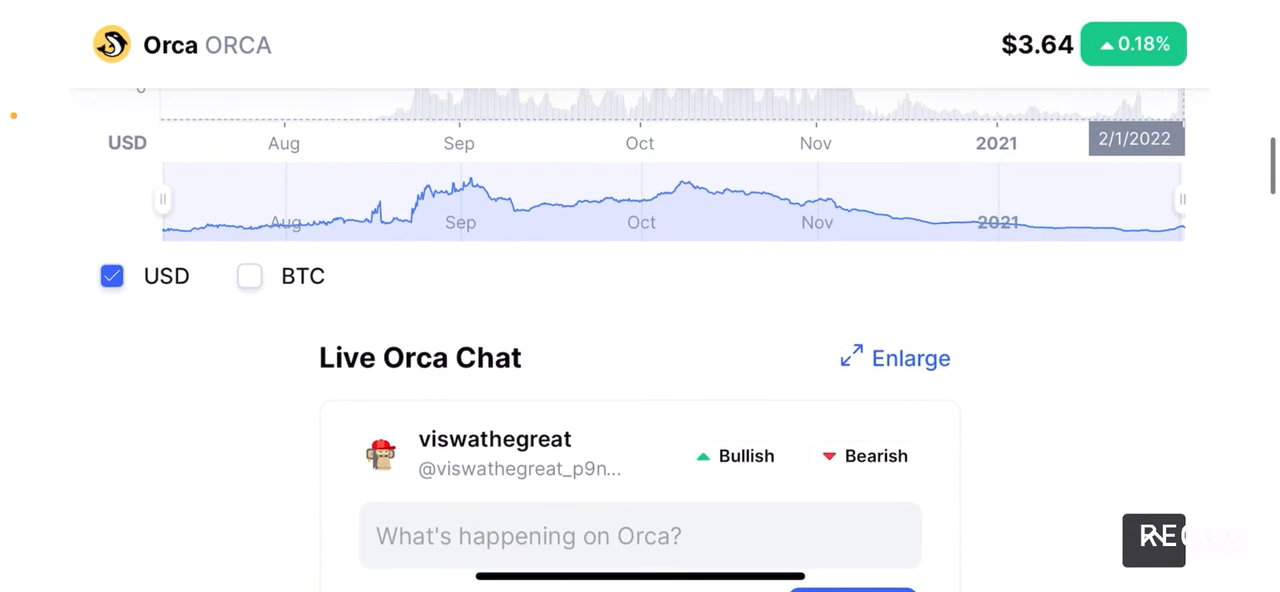 Orca ORCA
$3.64
0.18%
0
USD
Aug
Sep
Oct
Nov
2021
2/1/2022
Aug
Sep
Oct
Nov
2021
USD
BTC
Live Orca Chat
Enlarge
viswathegreat
@viswathegreat_p9n...
Bullish
Bearish
What's happening on Orca?